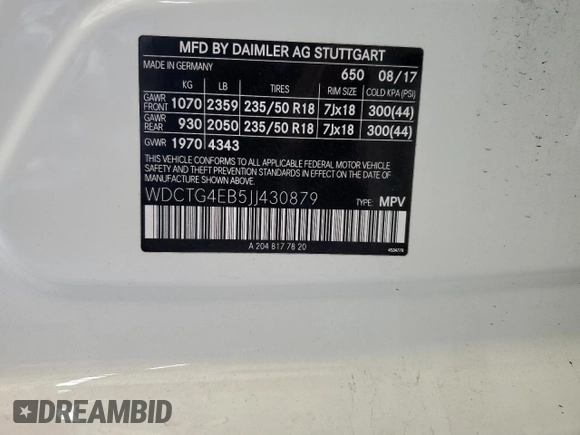 MFD BY DAIMLER AG STUTTGART
MADE IN GERMANY 650 08/17
KG LB TIRES RIM SIZE COLD KPA (PSI)
GAWR FRONT 1070 2359 235/50 R18 7Jx18 300(44)
GAWR REAR 930 2050 235/50 R18 7Jx18 300(44)
GVWR 1970 4343
THIS VEHICLE CONFORMS TO ALL APPLICABLE FEDERAL MOTOR VEHICLE
SAFETY, BUMPER, AND THEFT PREVENTION STANDARDS IN EFFECT
ON THE DATE OF MANUFACTURE SHOWN ABOVE.
WDCTG4EB5JJ430879 TYPE: MPV
A 204 817 78 20
DREAMBID